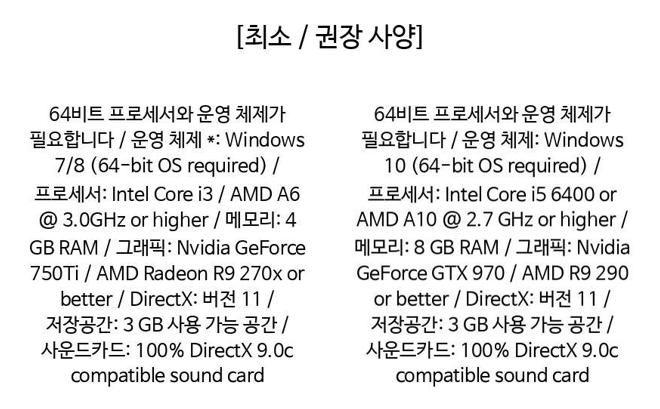 [최소 / 권장 사양]
64비트 프로세서와 운영 체제가
필요합니다 / 운영 체제 *: Windows
7/8 (64-bit OS required) /
프로세서: Intel Core i3 / AMD A6
@ 3.0GHz or higher / 메모리: 4
GB RAM / 그래픽: Nvidia GeForce
750Ti / AMD Radeon R9 270x or
better / DirectX: 버전 11 /
저장공간: 3 GB 사용 가능 공간 /
사운드카드: 100% DirectX 9.0c
compatible sound card
64비트 프로세서와 운영 체제가
필요합니다 / 운영 체제: Windows
10 (64-bit OS required) /
프로세서: Intel Core i5 6400 or
AMD A10 @ 2.7 GHz or higher /
메모리: 8 GB RAM / 그래픽: Nvidia
GeForce GTX 970 / AMD R9 290
or better / DirectX: 버전 11 /
저장공간: 3 GB 사용 가능 공간 /
사운드카드: 100% DirectX 9.0c
compatible sound card